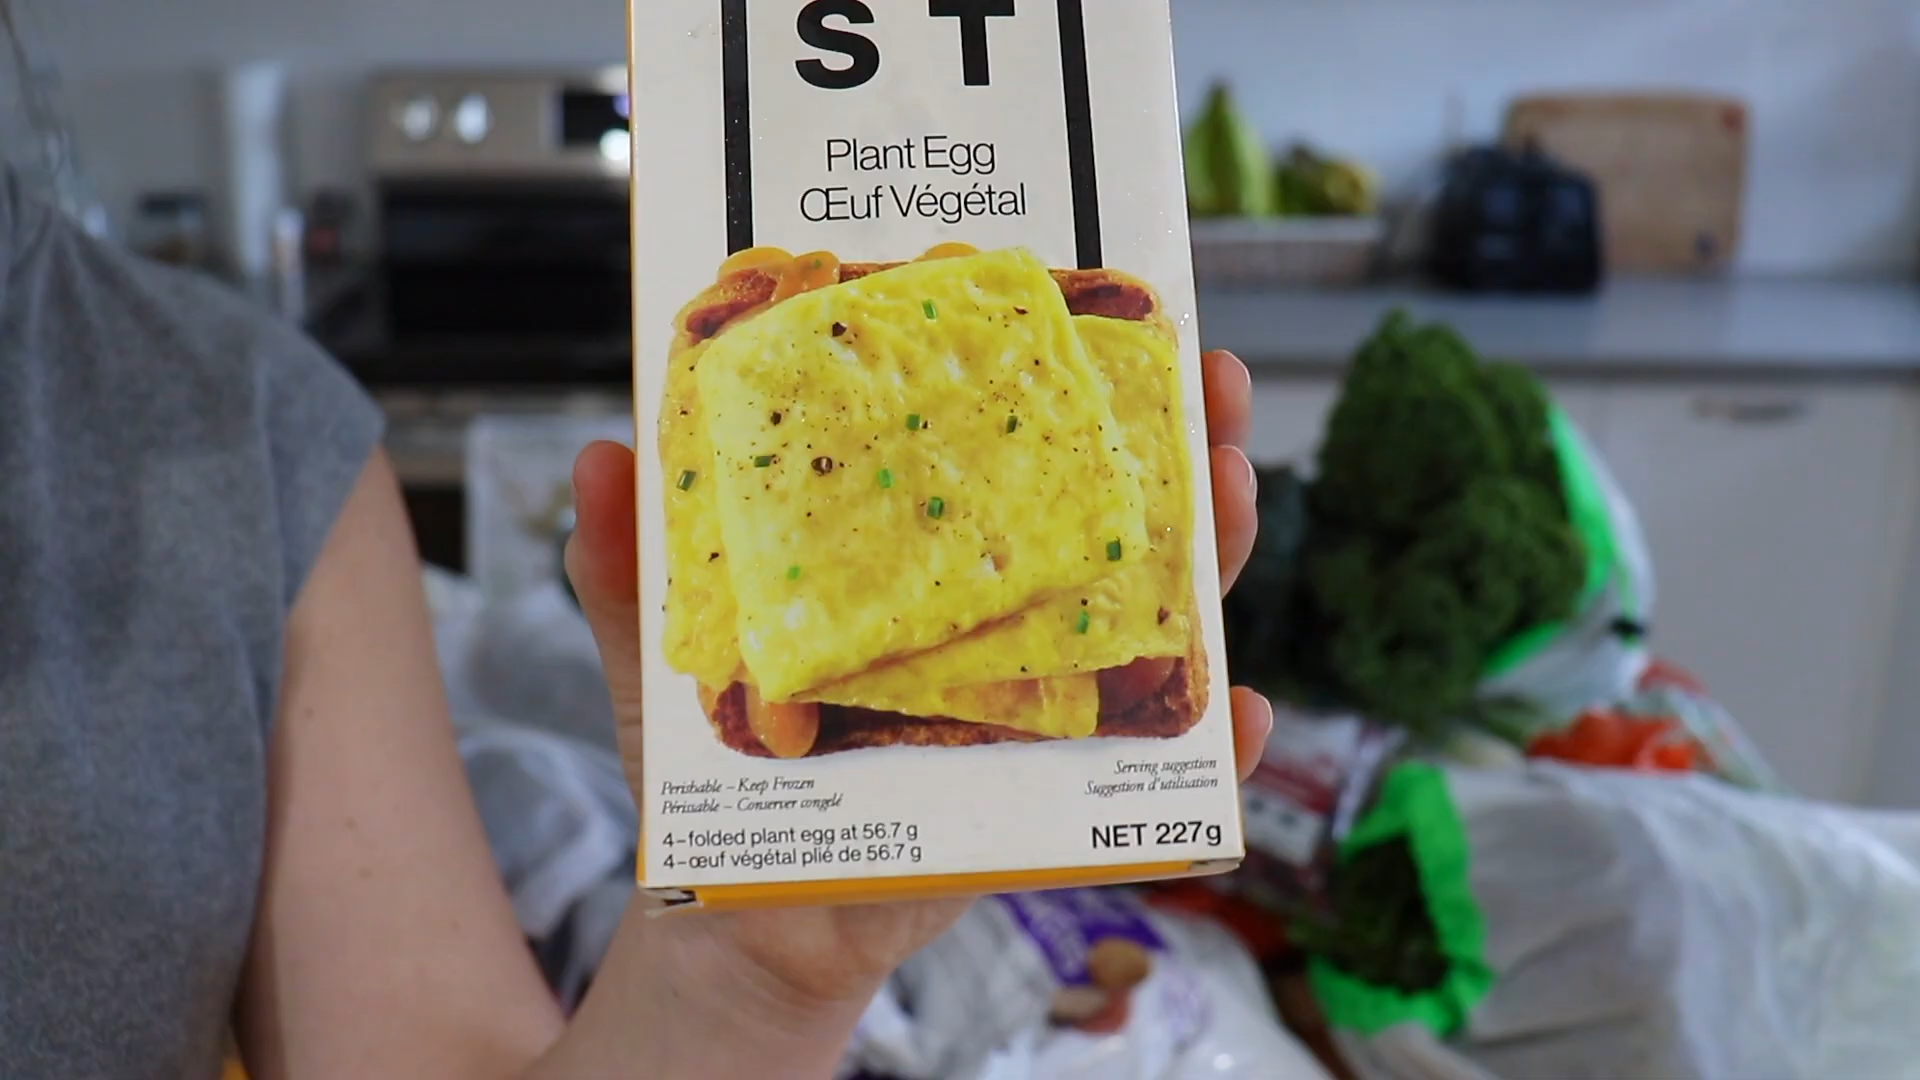 ST
Plant Egg
Œuf Végétal
Perishable – Keep Frozen
Périssable – Conserver congelé
Serving suggestion
Suggestion d'utilisation
4-folded plant egg at 56.7 g
4-œuf végétal plié de 56.7 g
NET 227g